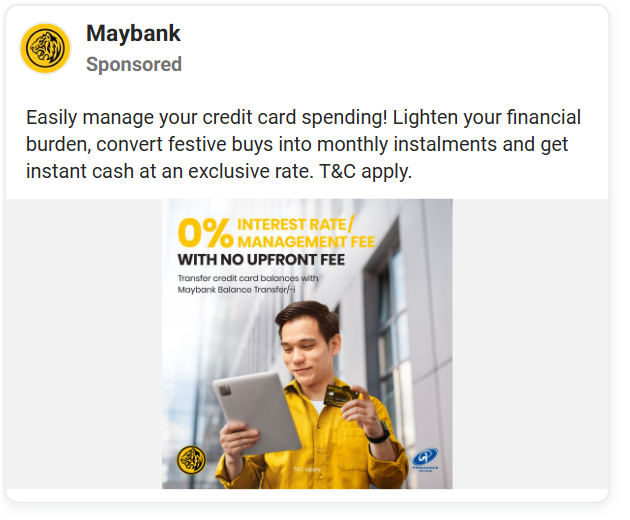 Maybank
Sponsored
Easily manage your credit card spending! Lighten your financial
burden, convert festive buys into monthly instalments and get
instant cash at an exclusive rate. T&C apply.
0% INTEREST RATE/
MANAGEMENT FEE
WITH NO UPFRONT FEE
Transfer credit card balances with
Maybank Balance Transfer/-i
T&C apply